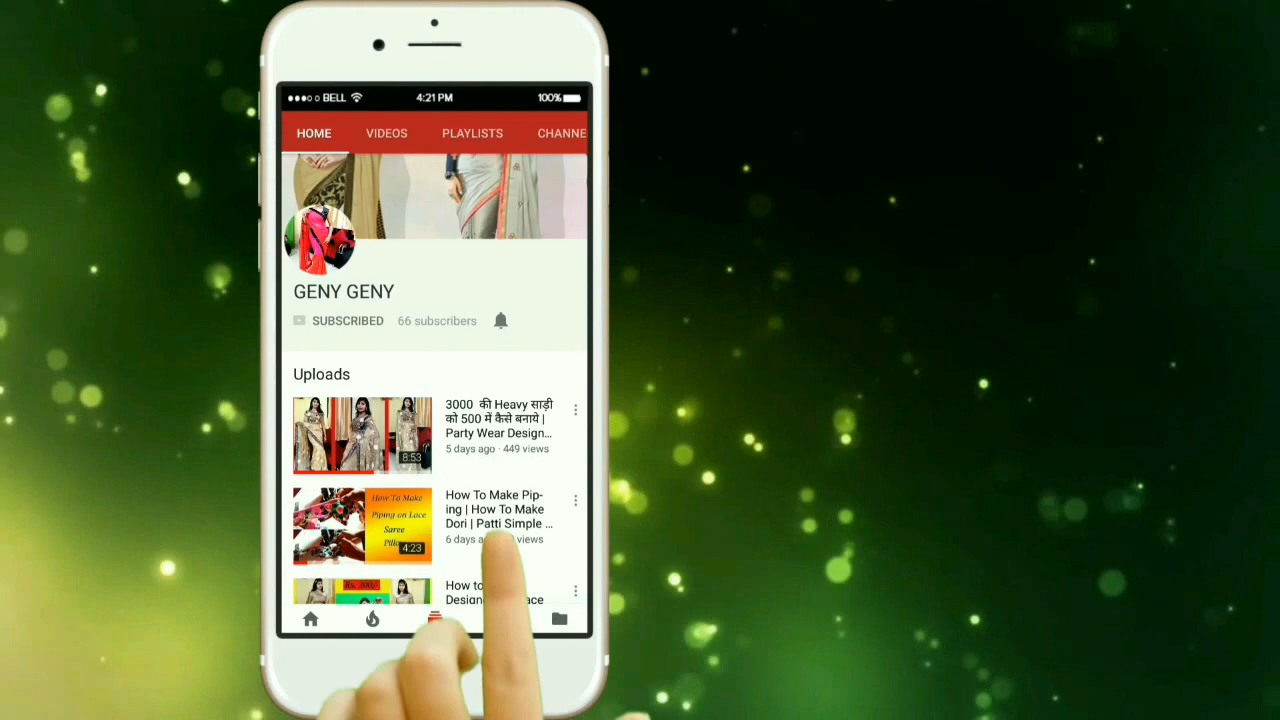 BELL
4:21 PM
100%
HOME VIDEOS PLAYLISTS CHANNE
GENY GENY
SUBSCRIBED 66 subscribers
Uploads
3000 की Heavy साड़ी
को 500 में कैसे बनाये |
Party Wear Design...
5 days ago · 449 views
8:53
How To Make Pip-
ing | How To Make
Dori | Patti Simple ...
6 days views
How To Make
Piping on Lace
Saree
4:23
How to
Rs. 200/-